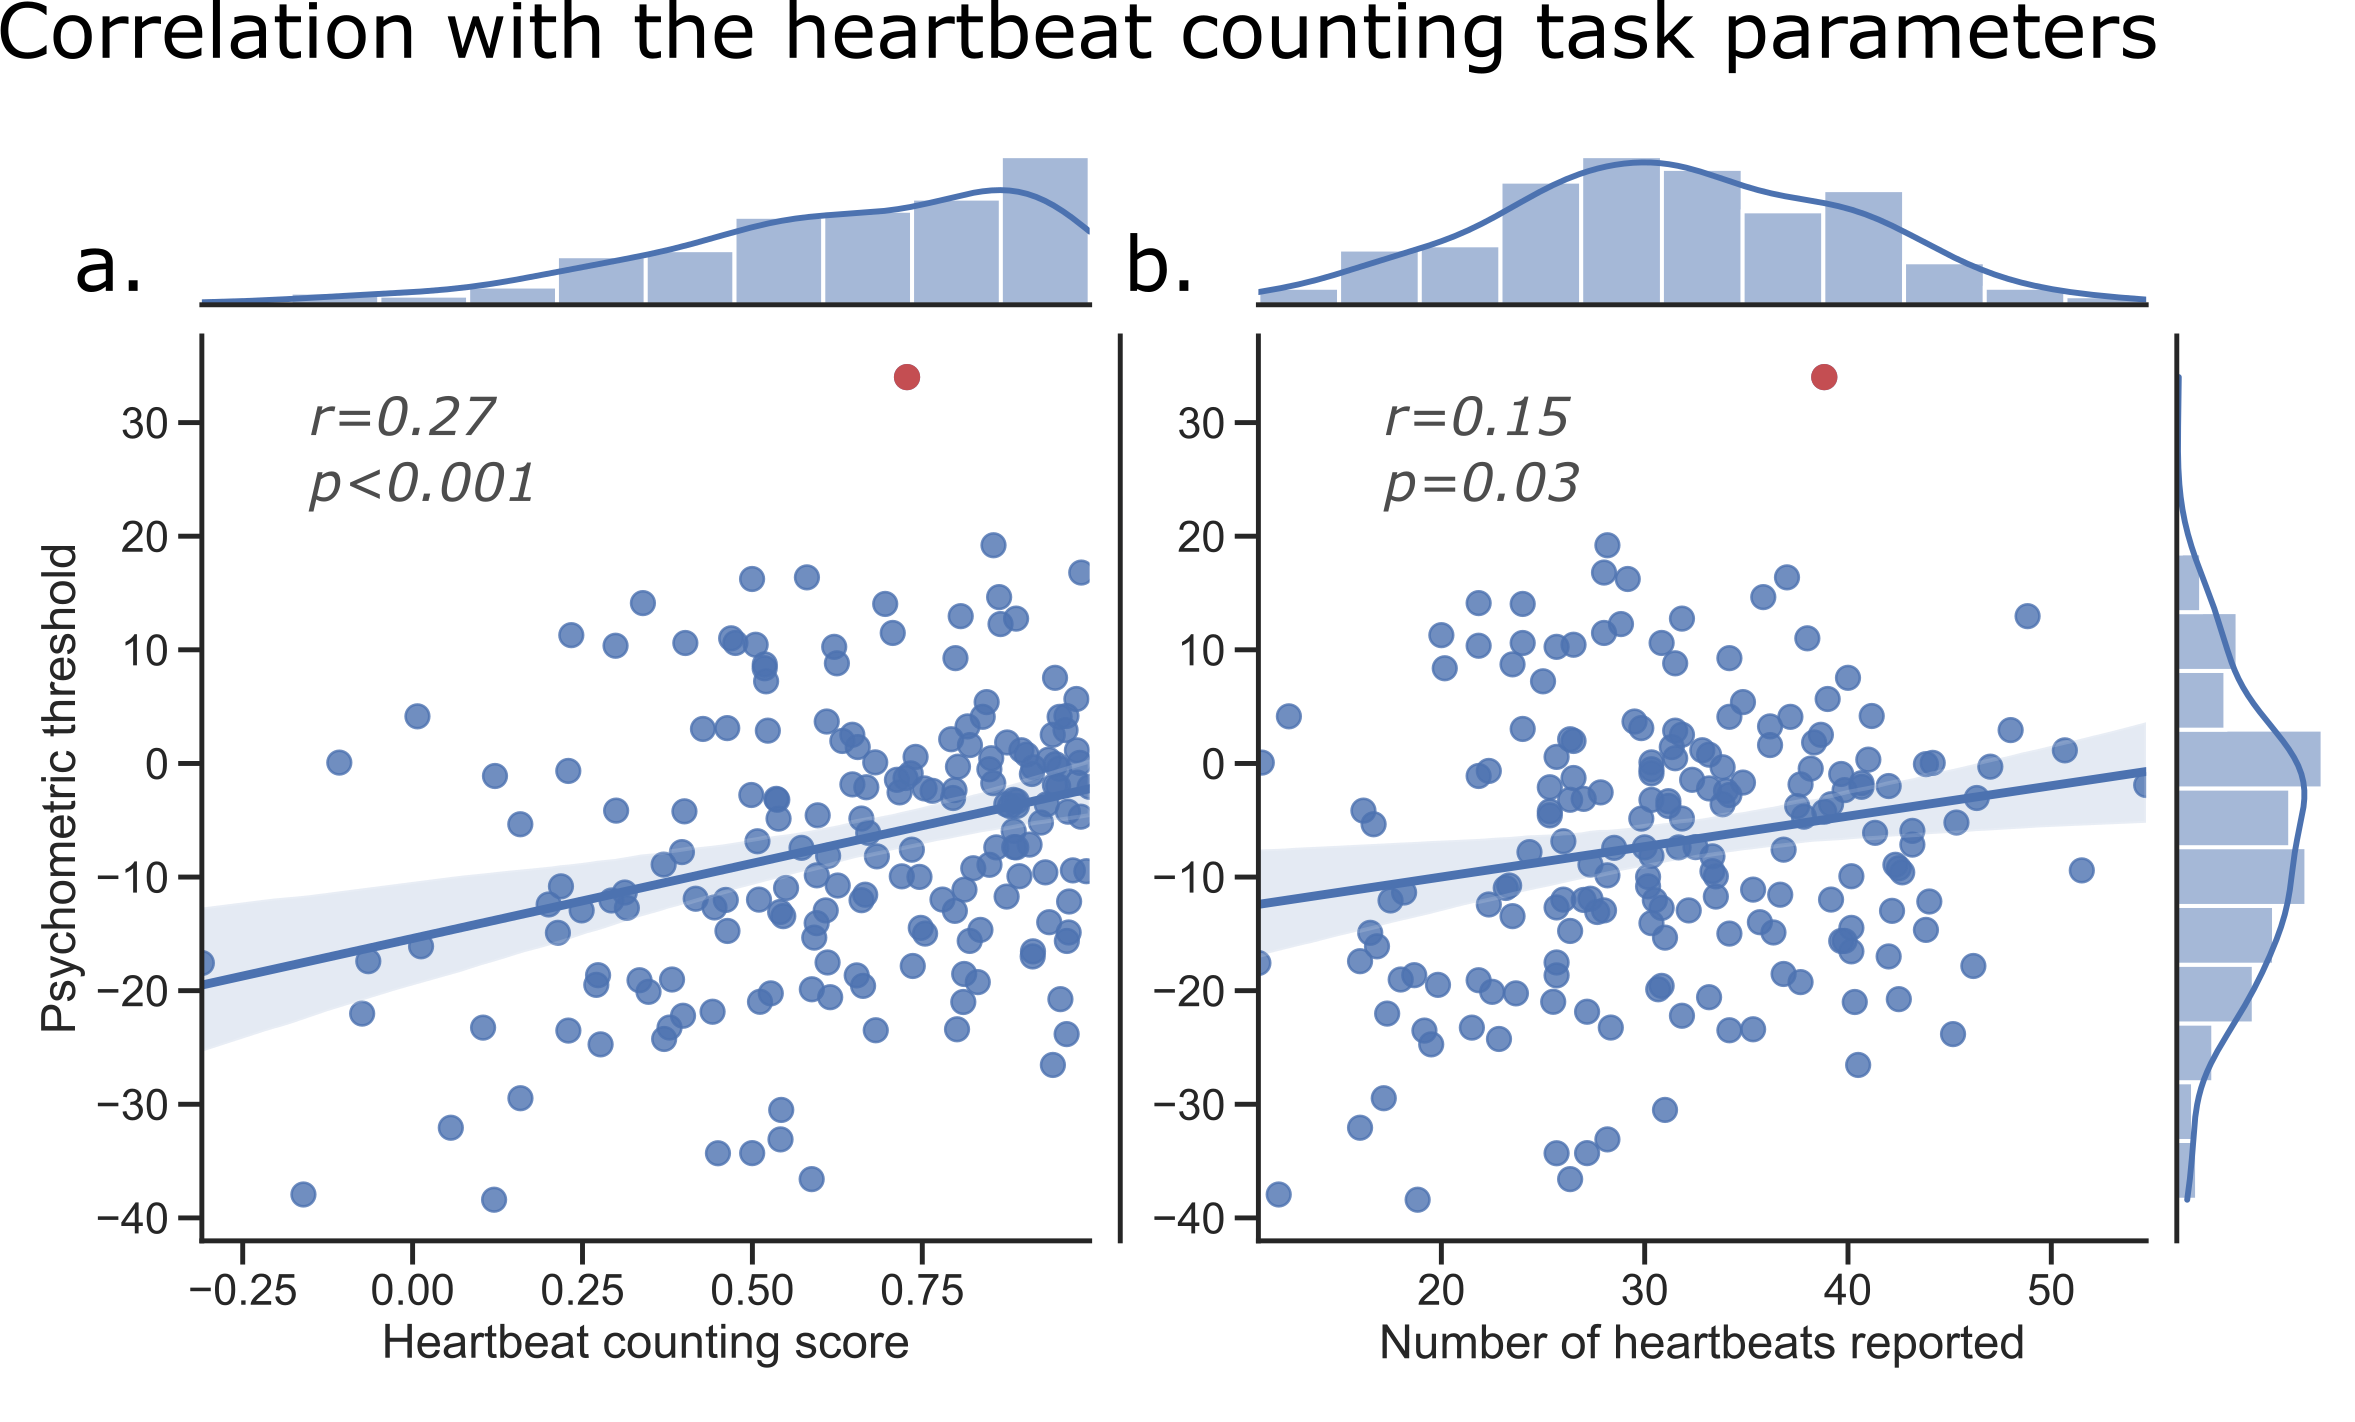 Correlation with the heartbeat counting task parameters
a.
b.
r=0.27
p<0.001
r=0.15
p=0.03
Psychometric threshold
30
20
10
0
−10
−20
−30
−40
30
20
10
0
−10
−20
−30
−40
−0.25 0.00 0.25 0.50 0.75
20 30 40 50
Heartbeat counting score
Number of heartbeats reported